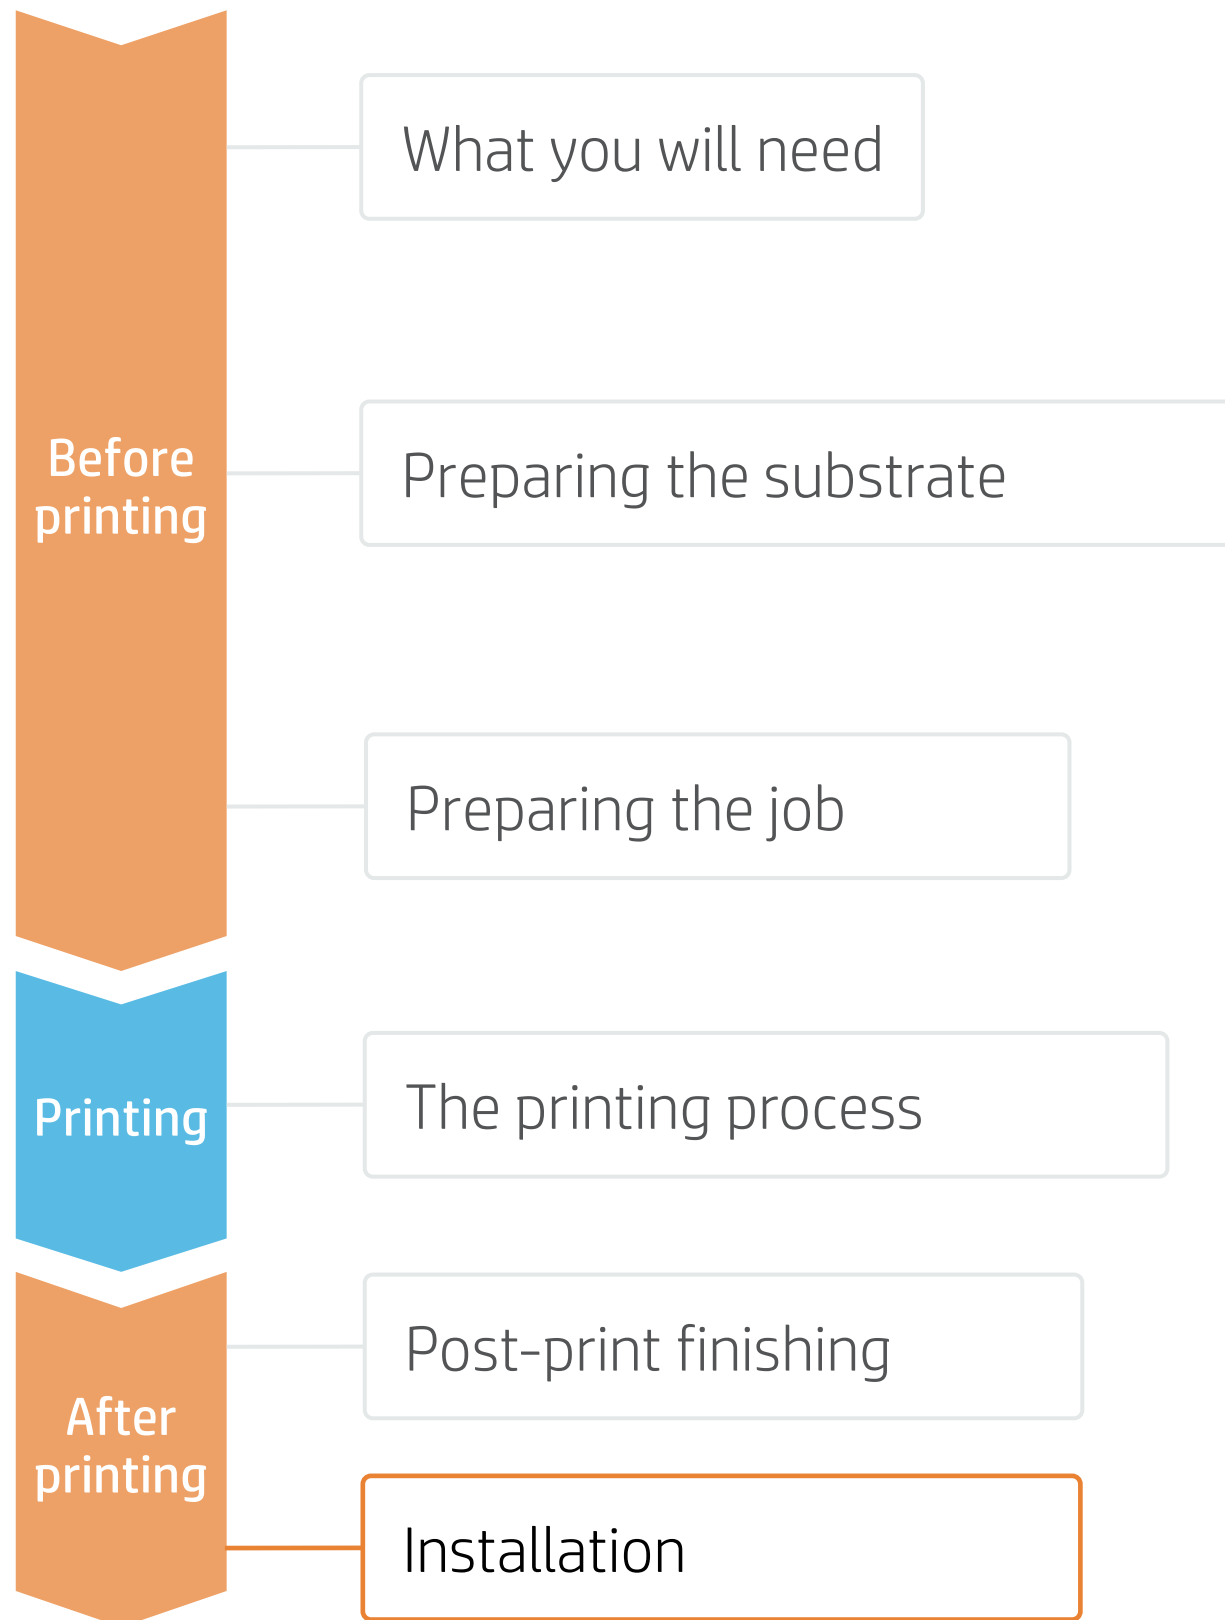 What you will need
Before
printing
Preparing the substrate
Preparing the job
Printing
The printing process
Post-print finishing
After
printing
Installation